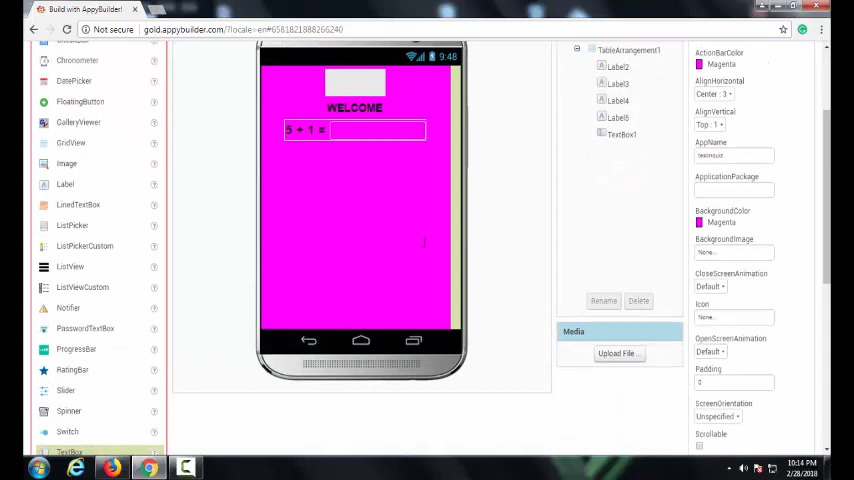 Build with AppyBuilder!
Not secure
gold.appybuilder.com/?locale=en#6581821788266240
Chronometer
DatePicker
FloatingButton
GalleryViewer
GridView
Image
Label
LinedTextBox
ListPicker
ListPickerCustom
ListView
ListViewCustom
Notifier
PasswordTextBox
ProgressBar
RatingBar
Slider
Spinner
Switch
TextBox
9:48
WELCOME
5 + 1 =
TableArrangement1
Label2
Label3
Label4
Label5
TextBox1
Rename
Delete
Media
Upload File ...
ActionBarColor
Magenta
AlignHorizontal
Center : 3
AlignVertical
Top : 1
AppName
ApplicationPackage
BackgroundColor
Magenta
BackgroundImage
None...
CloseScreenAnimation
Default
Icon
None...
OpenScreenAnimation
Default
Padding
0
ScreenOrientation
Unspecified
Scrollable
10:14 PM
2/28/2018